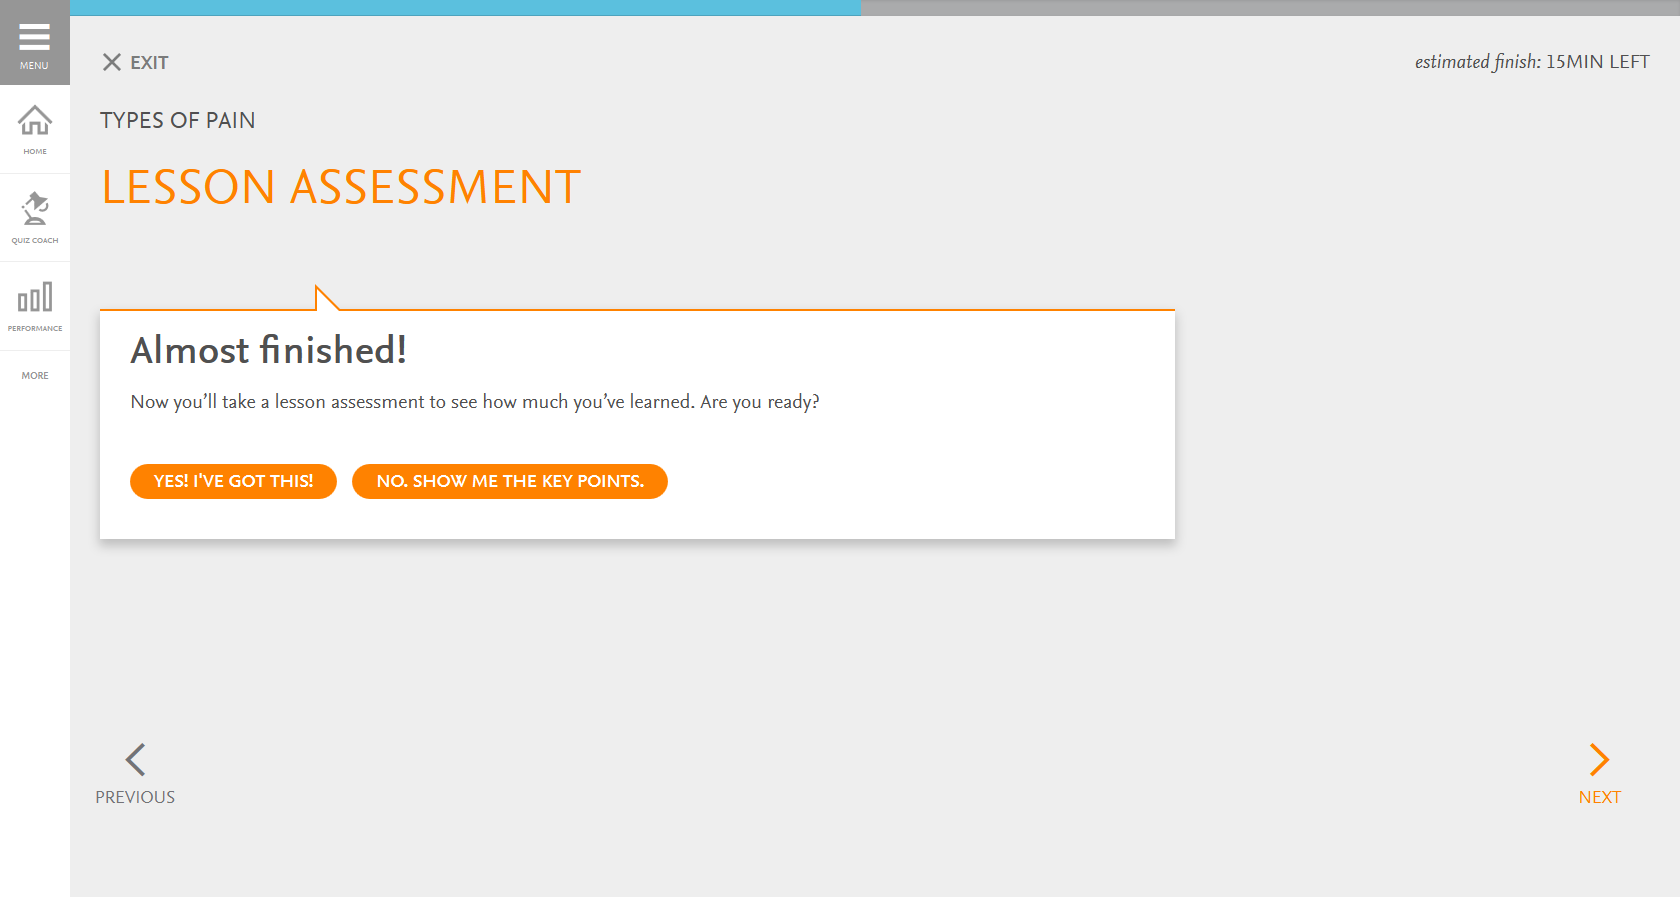 MENU
EXIT
estimated finish: 15MIN LEFT
TYPES OF PAIN
HOME
LESSON ASSESSMENT
QUIZ COACH
PERFORMANCE
MORE
Almost finished!
Now you’ll take a lesson assessment to see how much you’ve learned. Are you ready?
YES! I'VE GOT THIS!
NO. SHOW ME THE KEY POINTS.
PREVIOUS
NEXT